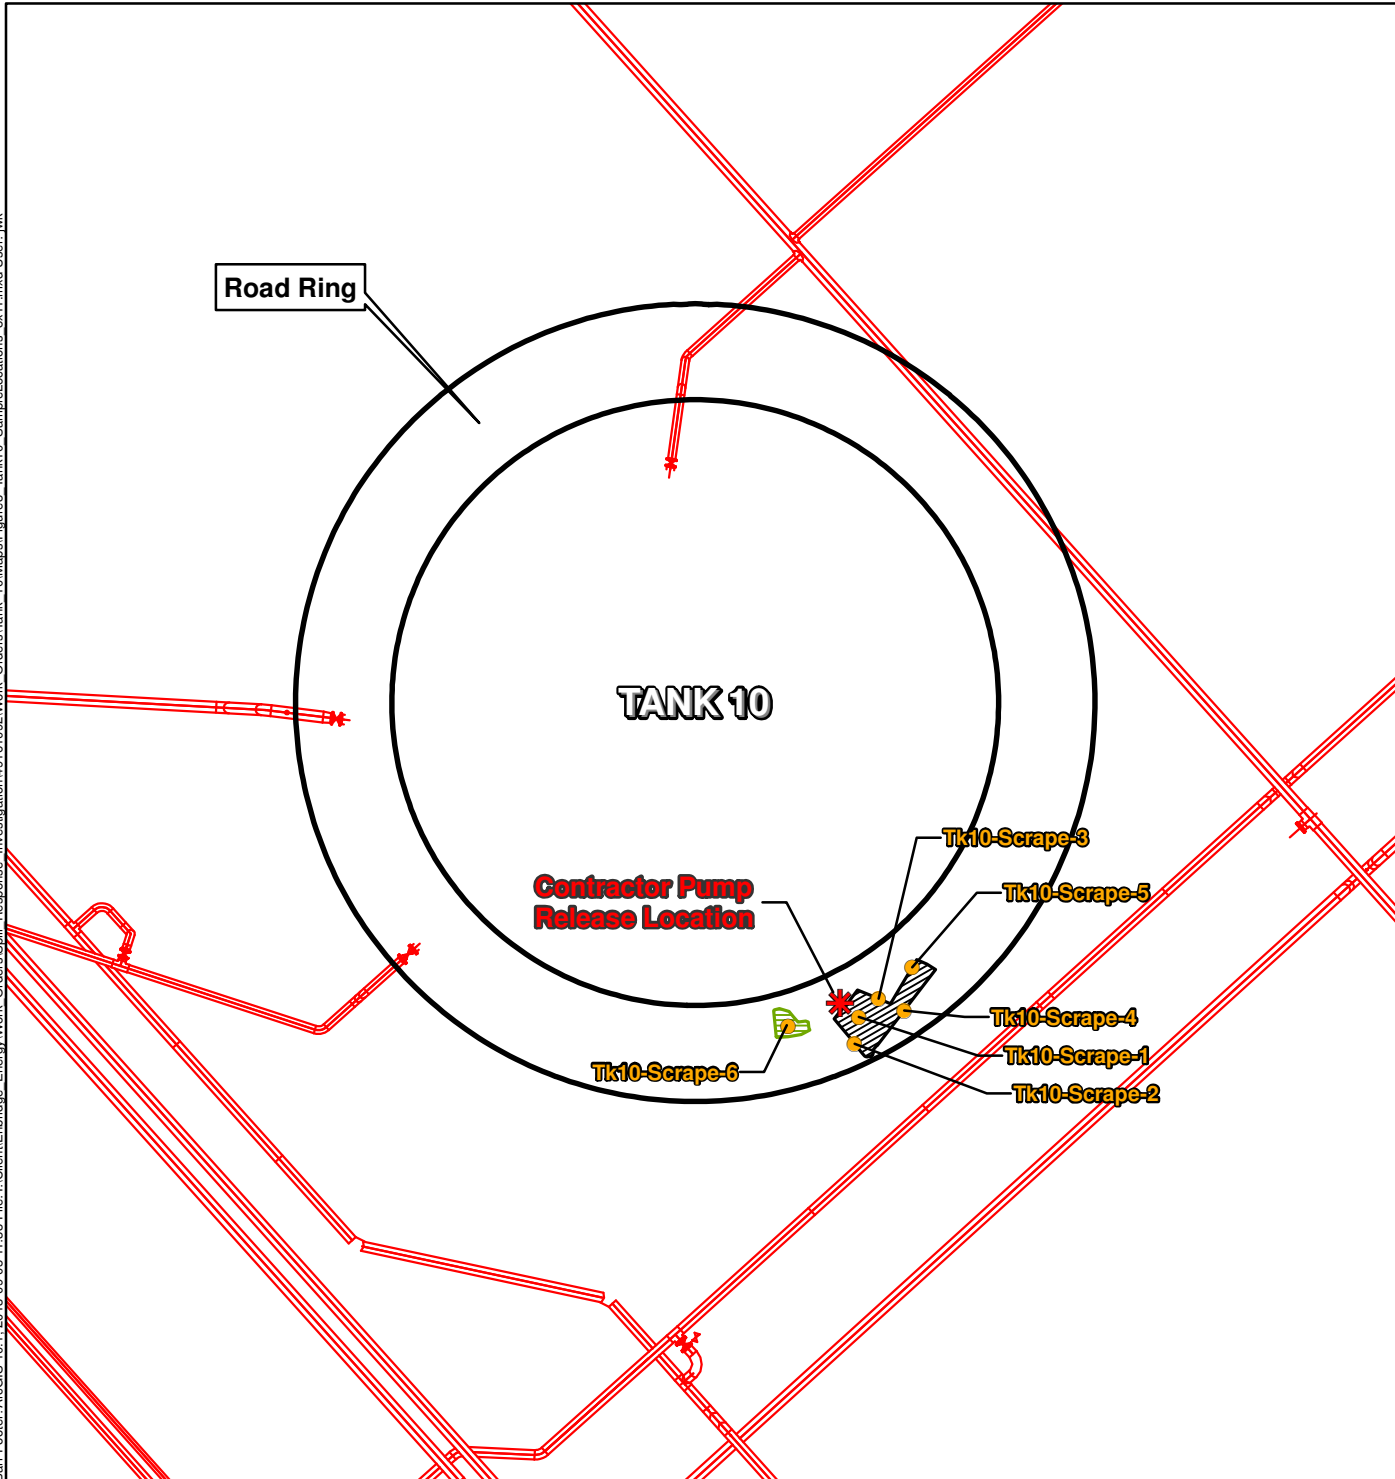 Road Ring
TANK 10
Tk10-Scrape-3
Contractor Pump
Release Location
Tk10-Scrape-5
Tk10-Scrape-4
Tk10-Scrape-1
Tk10-Scrape-6
Tk10-Scrape-2